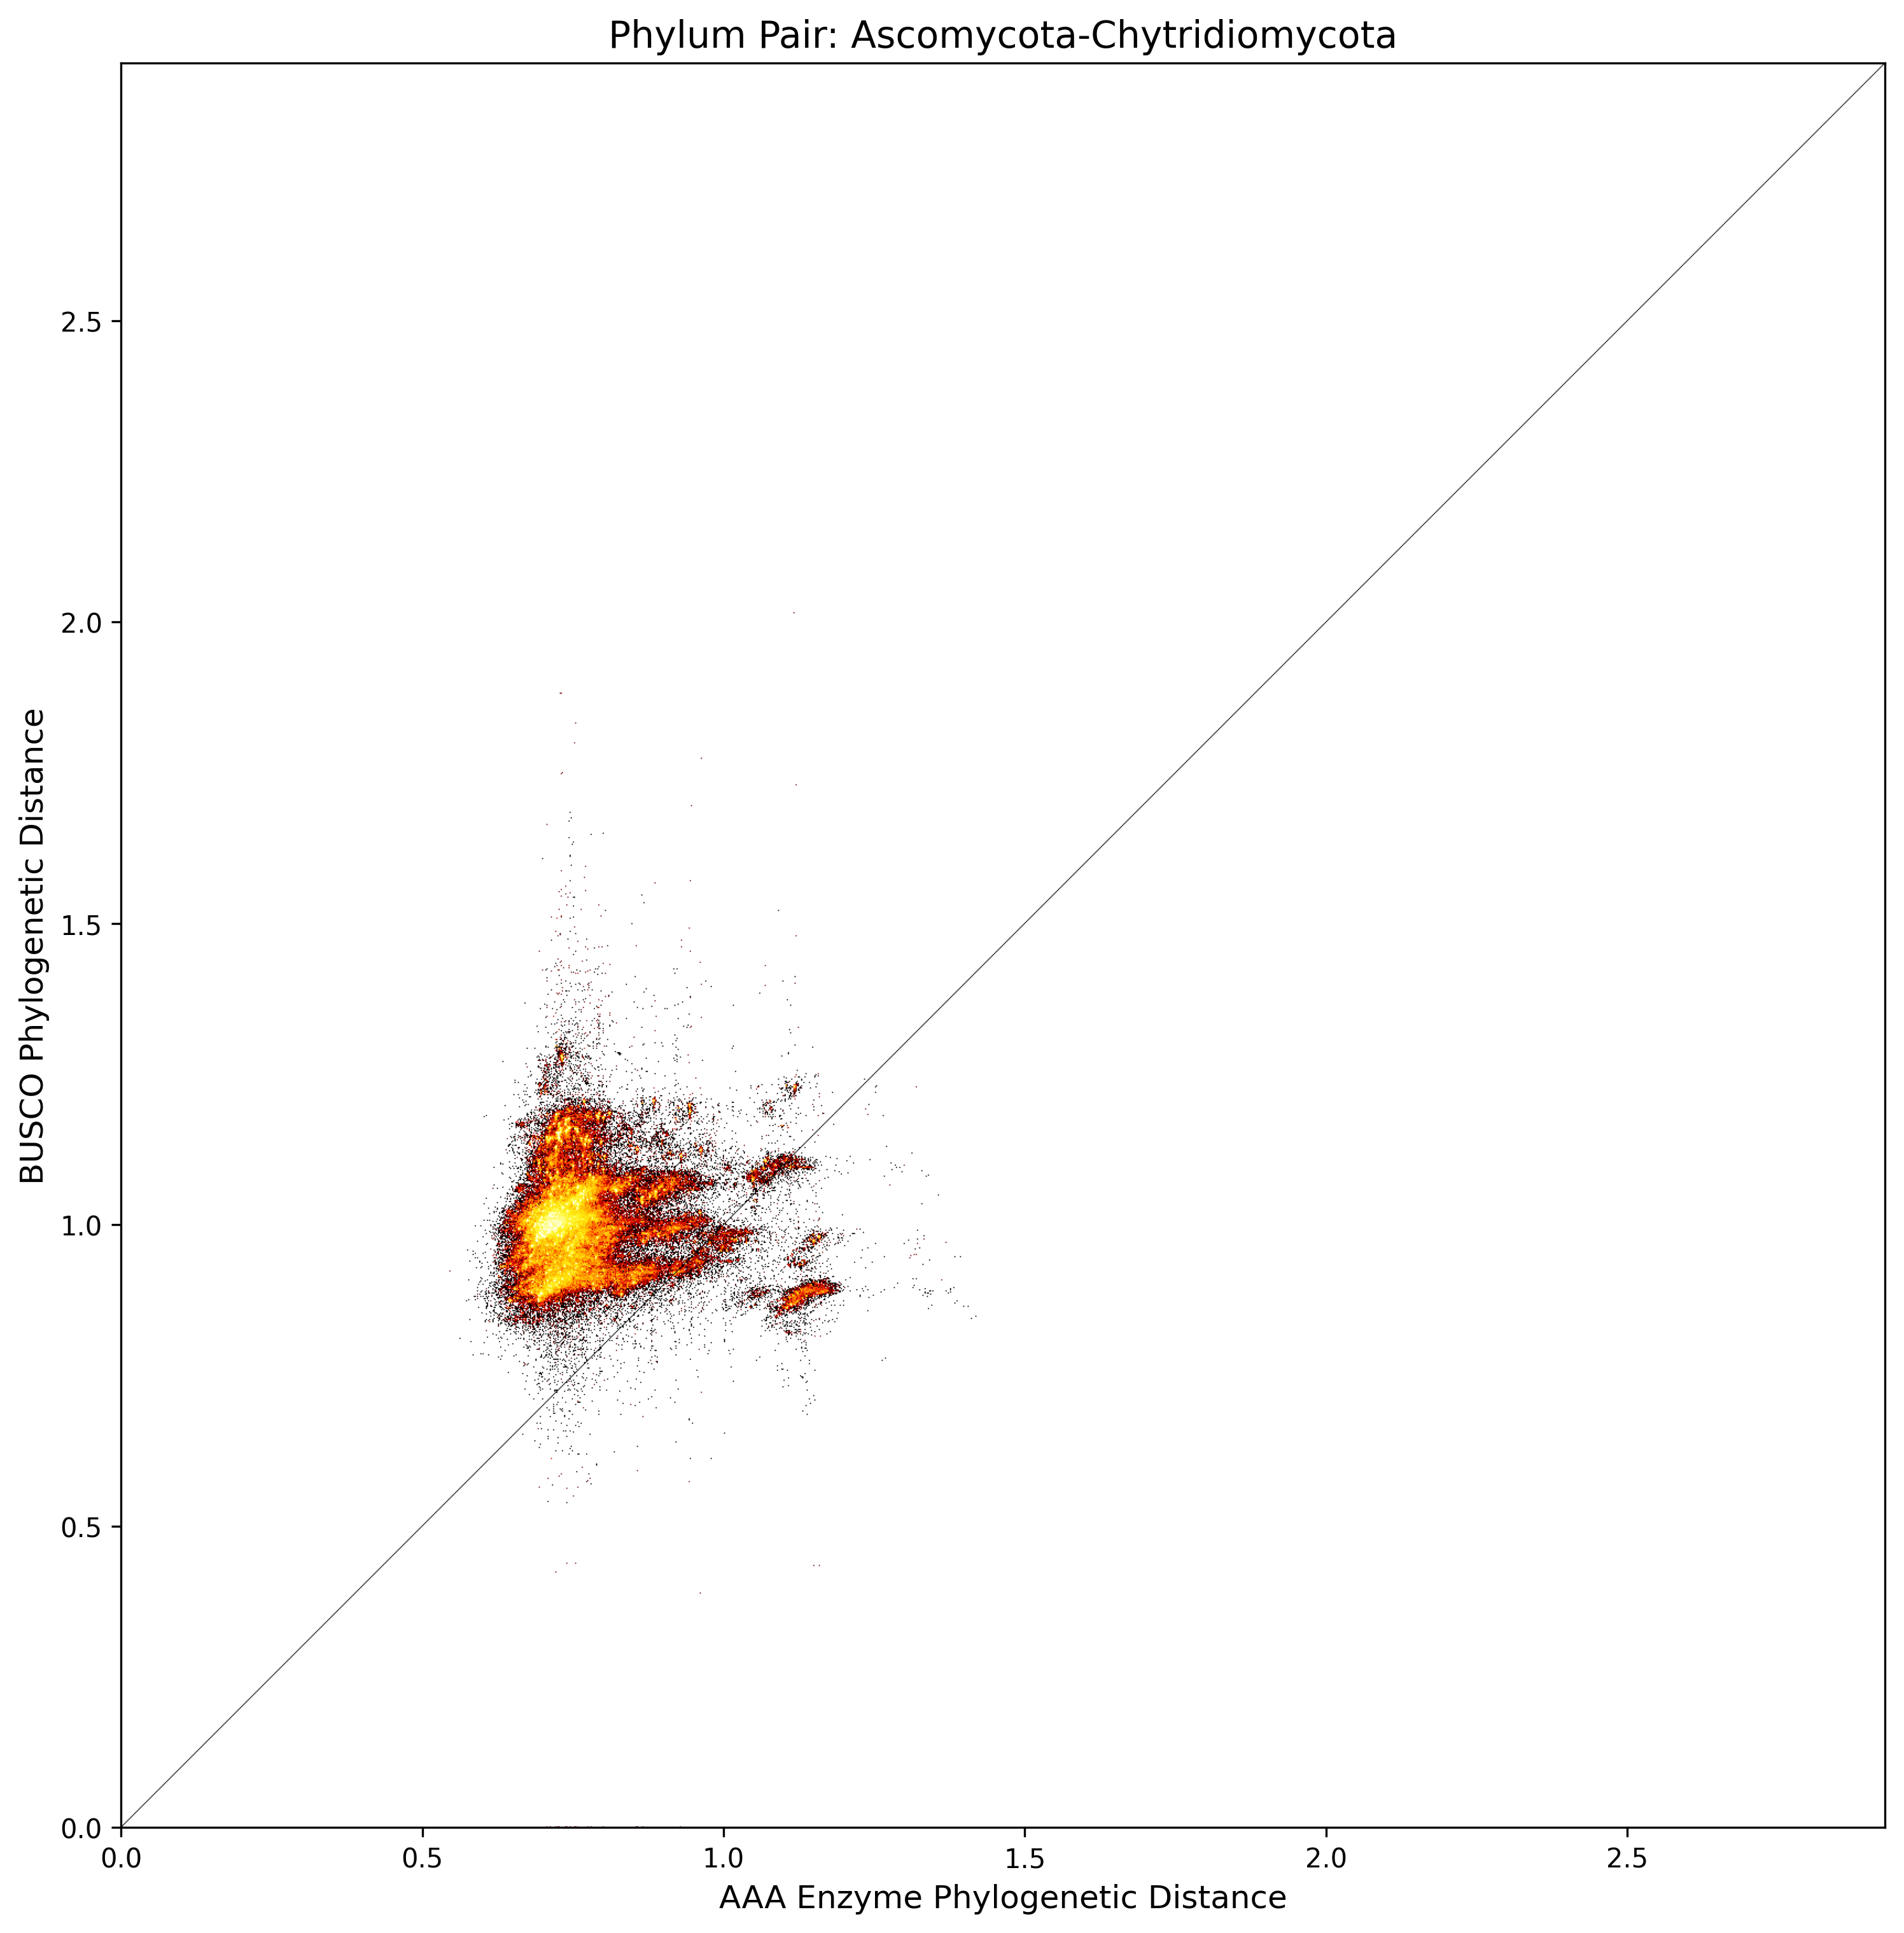 Phylum Pair: Ascomycota-Chytridiomycota
BUSCO Phylogenetic Distance
2.5
2.0
1.5
1.0
0.5
0.0
0.0 0.5 1.0 1.5 2.0 2.5
AAA Enzyme Phylogenetic Distance